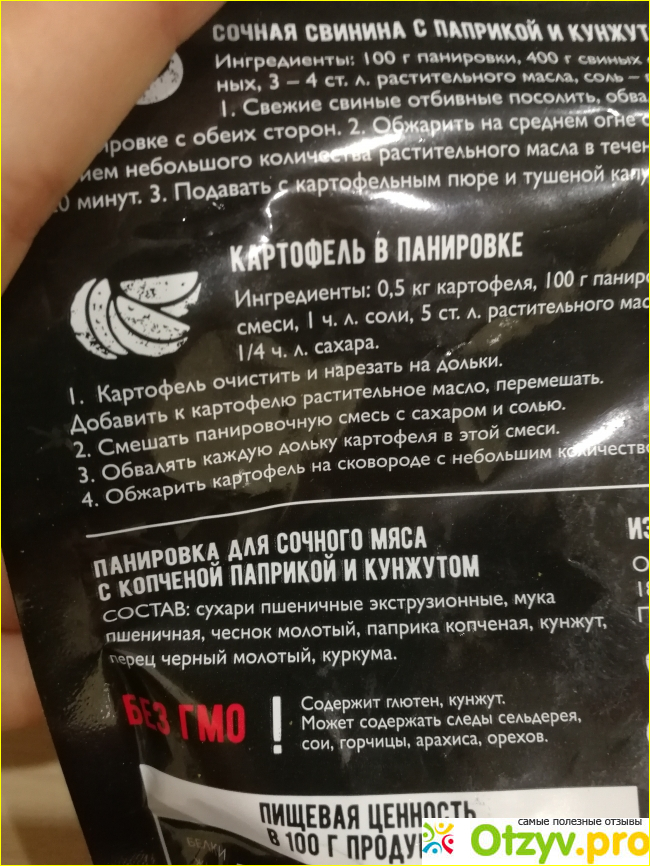 СОЧНАЯ СВИНИНА С ПАПРИКОЙ И КУНЖУТ
Ингредиенты: 100 г панировки, 400 г свиных
ных, 3 – 4 ст. л. растительного масла, соль –
1. Свежие свиные отбивные посолить, обва
ировке с обеих сторон. 2. Обжарить на среднем огне с
ием небольшого количества растительного масла в течен
0 минут. 3. Подавать с картофельным пюре и тушеной капу
КАРТОФЕЛЬ В ПАНИРОВКЕ
Ингредиенты: 0,5 кг картофеля, 100 г панир
смеси, 1 ч. л. соли, 5 ст. л. растительного мас
1/4 ч. л. сахара.
1. Картофель очистить и нарезать на дольки.
Добавить к картофелю растительное масло, перемешать.
2. Смешать панировочную смесь с сахаром и солью.
3. Обвалять каждую дольку картофеля в этой смеси.
4. Обжарить картофель на сковороде с небольшим количество
ПАНИРОВКА ДЛЯ СОЧНОГО МЯСА
С КОПЧЕНОЙ ПАПРИКОЙ И КУНЖУТОМ
СОСТАВ: сухари пшеничные экструзионные, мука
пшеничная, чеснок молотый, паприка копченая, кунжут,
перец черный молотый, куркума.
БЕЗ ГМО
!
Содержит глютен, кунжут.
Может содержать следы сельдерея,
сои, горчицы, арахиса, орехов.
ПИЩЕВАЯ ЦЕННОСТЬ
В 100 Г ПРОДУ
БЕЛКИ
самые полезные отзывы
Otzyv.pro